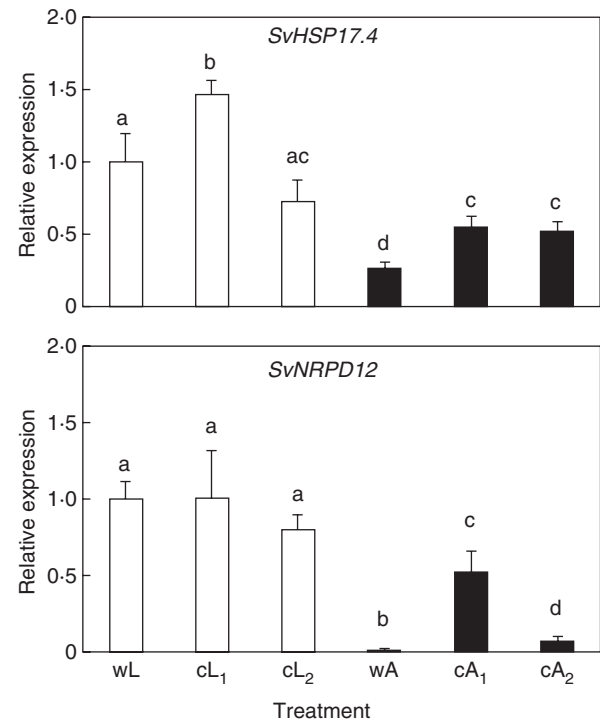 SvHSP17.4
2·0
1·5
1·0
0·5
0
Relative expression
a
b
ac
d
c
c
SvNRPD12
2·0
1·5
1·0
0·5
0
Relative expression
a
a
a
b
c
d
wL cL₁ cL₂ wA cA₁ cA₂
Treatment